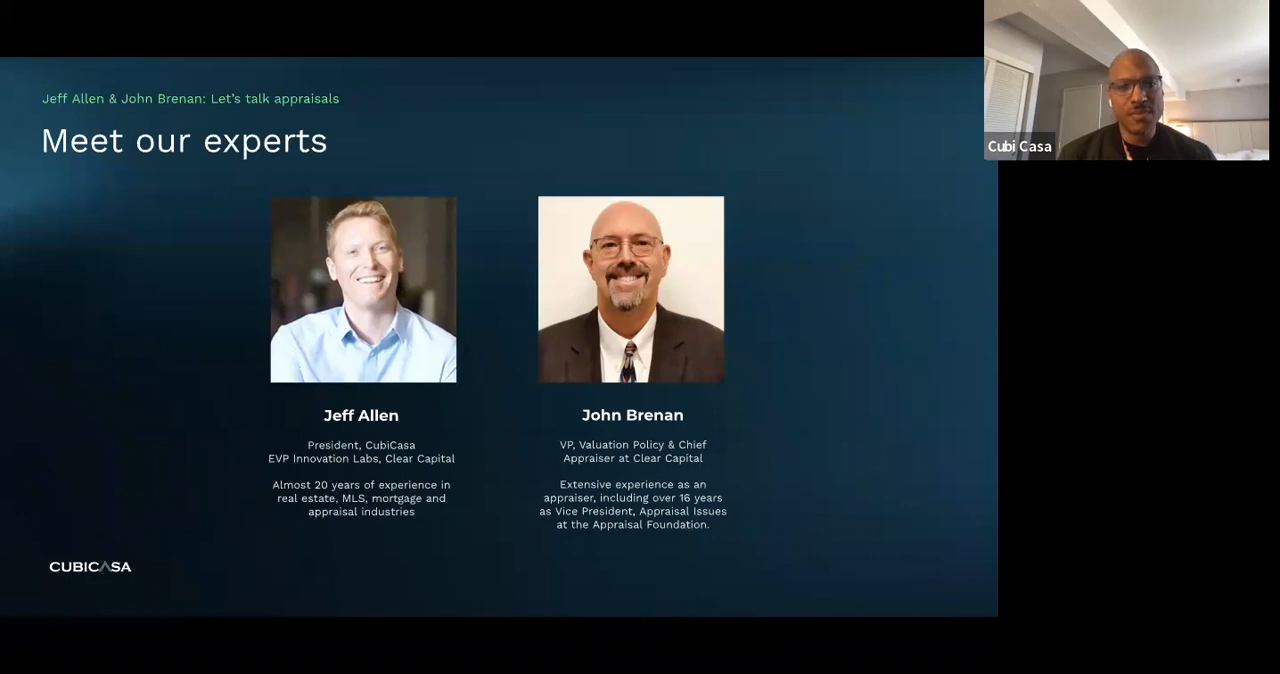 Jeff Allen & John Brenan: Let's talk appraisals
Meet our experts
Cubi Casa
Jeff Allen
President, CubiCasa
EVP Innovation Labs, Clear Capital
Almost 20 years of experience in
real estate, MLS, mortgage and
appraisal industries
John Brenan
VP, Valuation Policy & Chief
Appraiser at Clear Capital
Extensive experience as an
appraiser, including over 16 years
as Vice President, Appraisal Issues
at the Appraisal Foundation.
CUBICASA